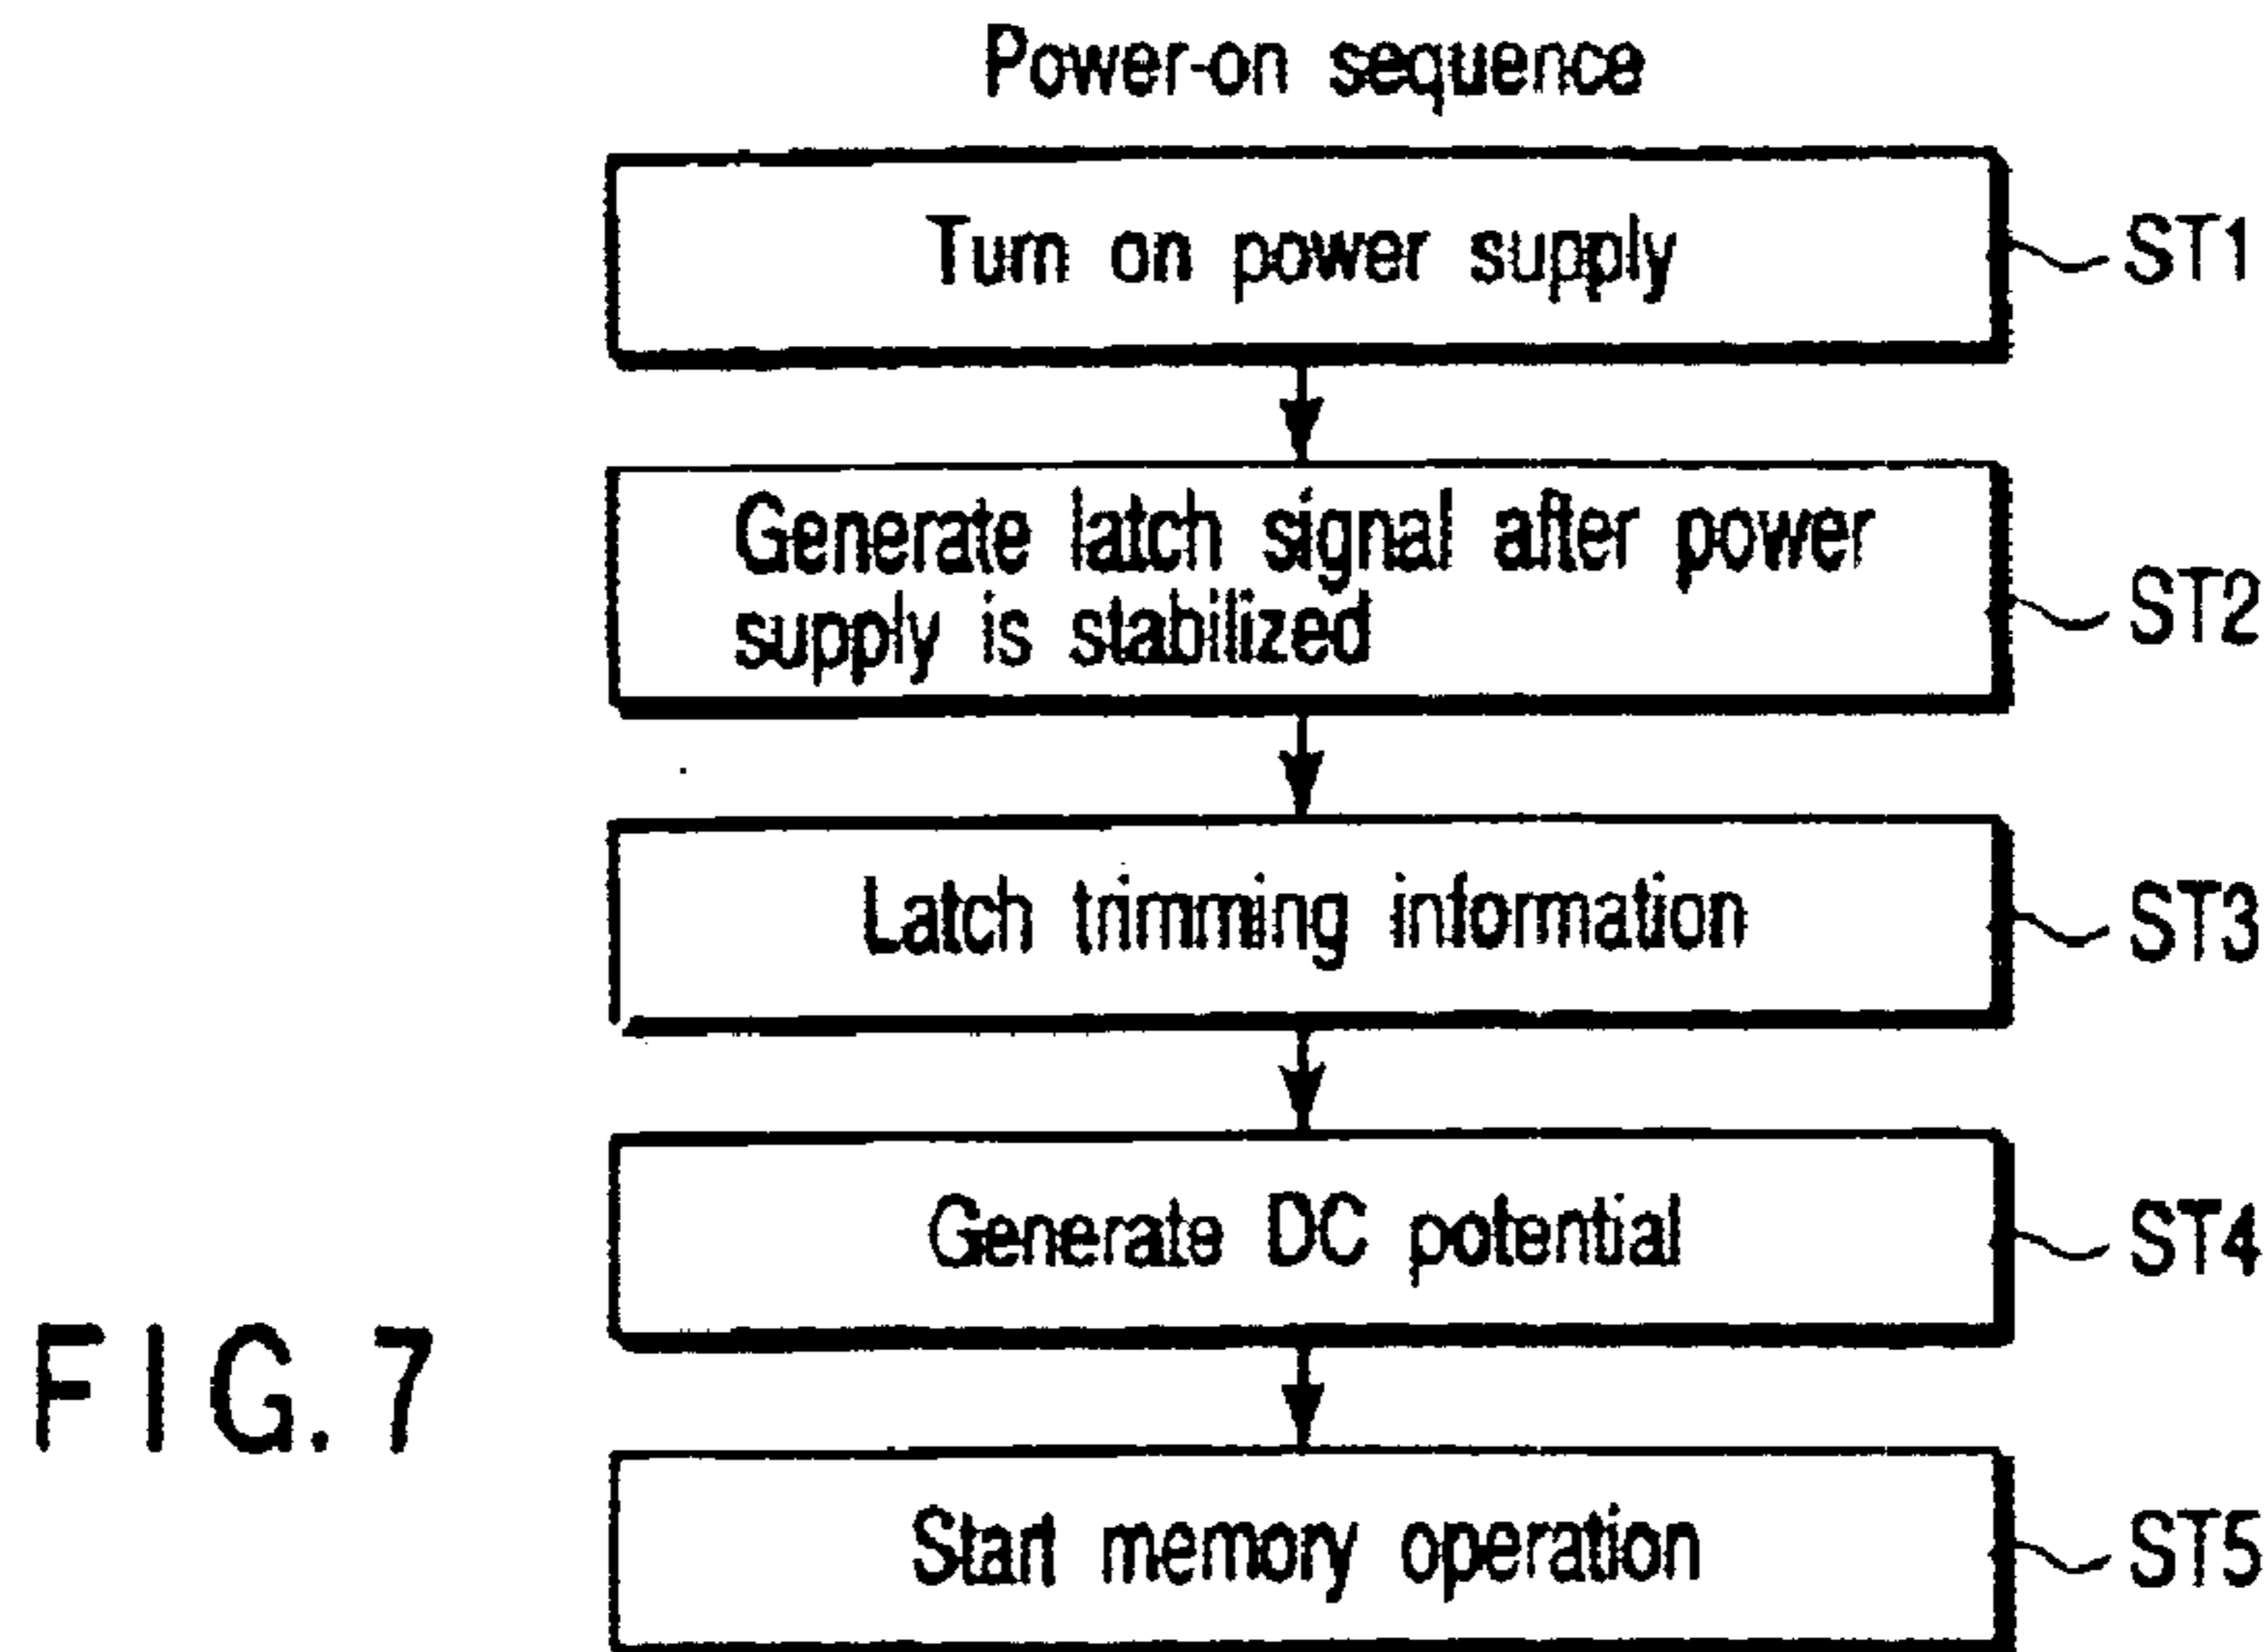 Power-on sequence
Turn on power supply
ST1
Generate latch signal after power
supply is stabilized
ST2
Latch trimming information
ST3
Generate DC potential
ST4
Start memory operation
ST5
FIG. 7